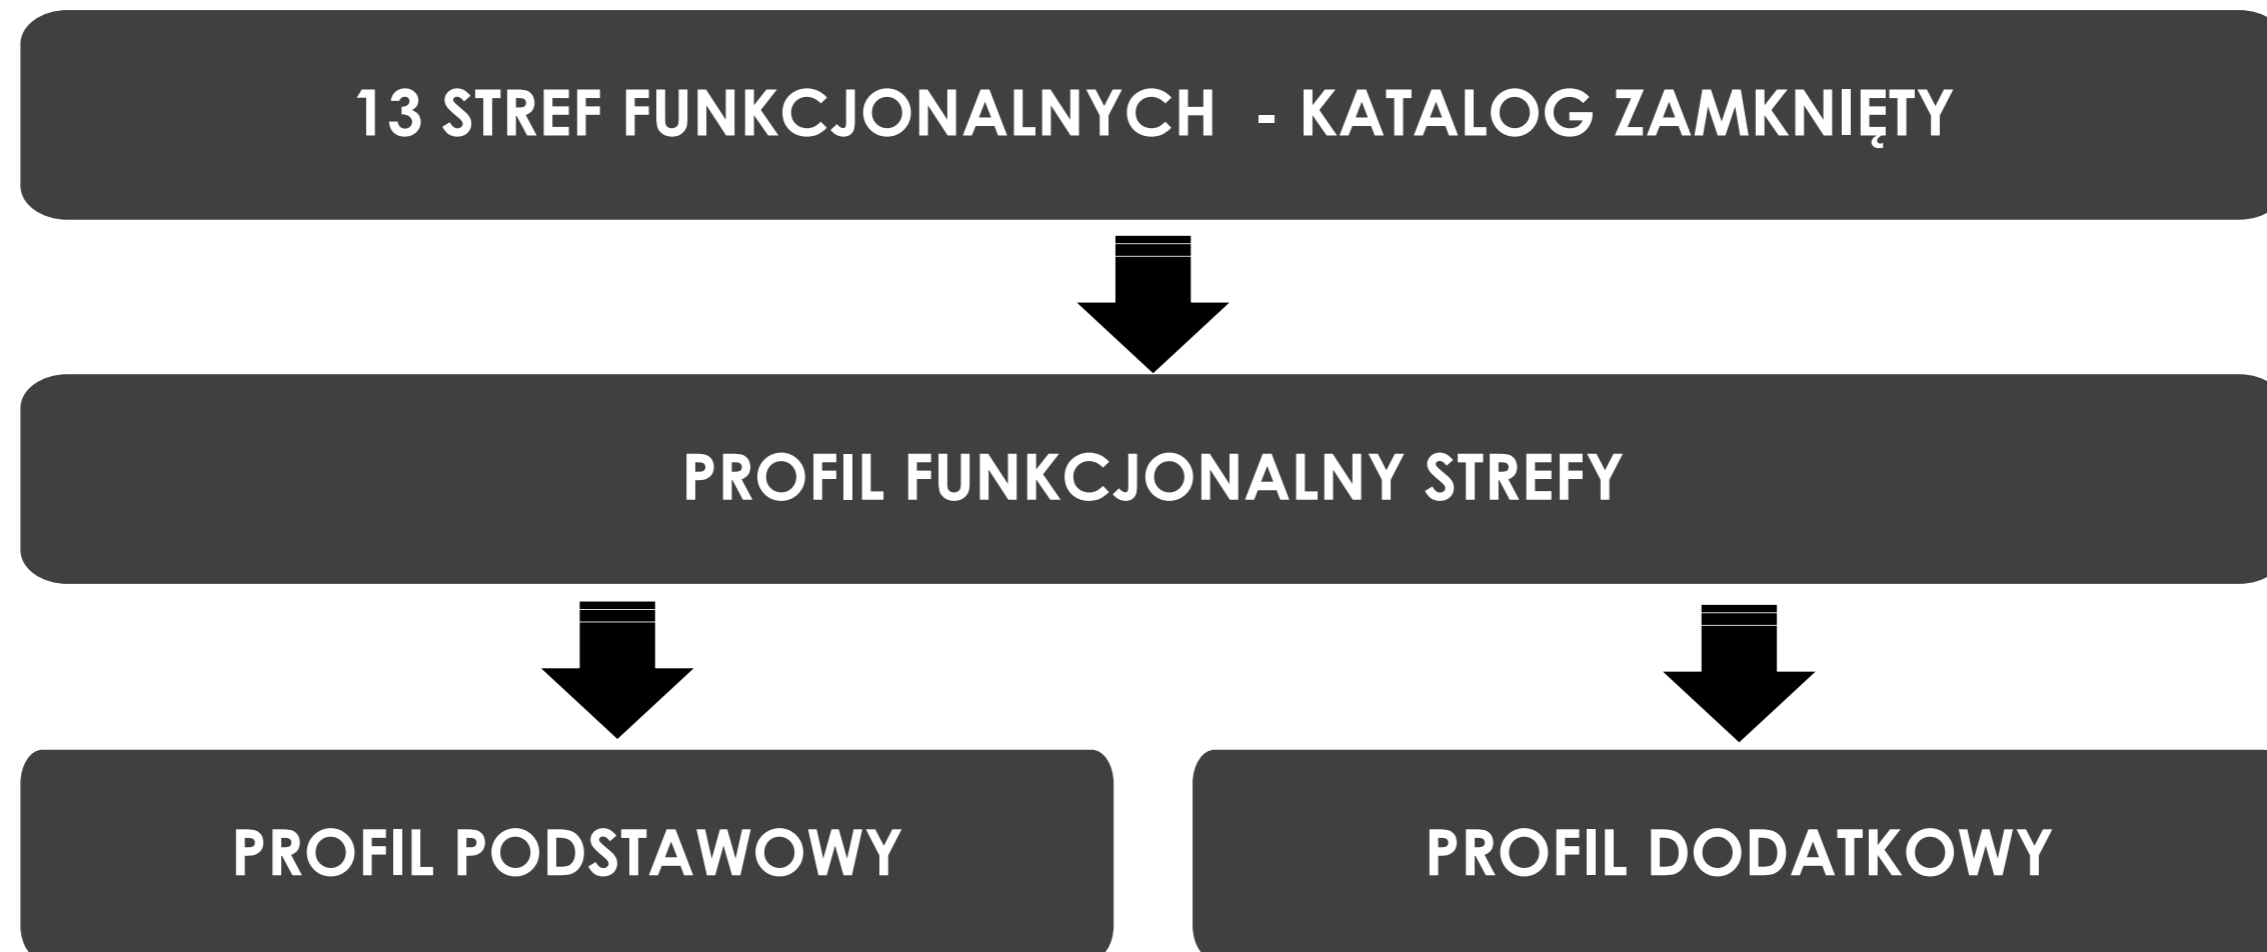 13 STREF FUNKCJONALNYCH - KATALOG ZAMKNIĘTY
PROFIL FUNKCJONALNY STREFY
PROFIL PODSTAWOWY
PROFIL DODATKOWY